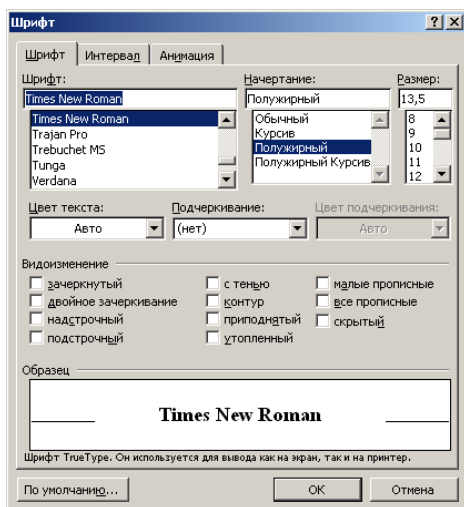 Шрифт
Шрифт Интервал Анимация
Шрифт: Начертание: Размер:
Times New Roman Полужирный 13,5
Times New Roman Обычный 8
Trajan Pro Курсив 9
Trebuchet MS Полужирный 10
Tunga Полужирный Курсив 11
Verdana 12
Цвет текста: Подчеркивание: Цвет подчеркивания:
Авто (нет) Авто
Видоизменение
зачеркнутый с тенью малые прописные
двойное зачеркивание контур все прописные
надстрочный приподнятый скрытый
подстрочный утопленный
Образец
Times New Roman
Шрифт TrueType. Он используется для вывода как на экран, так и на принтер.
По умолчанию... ОК Отмена